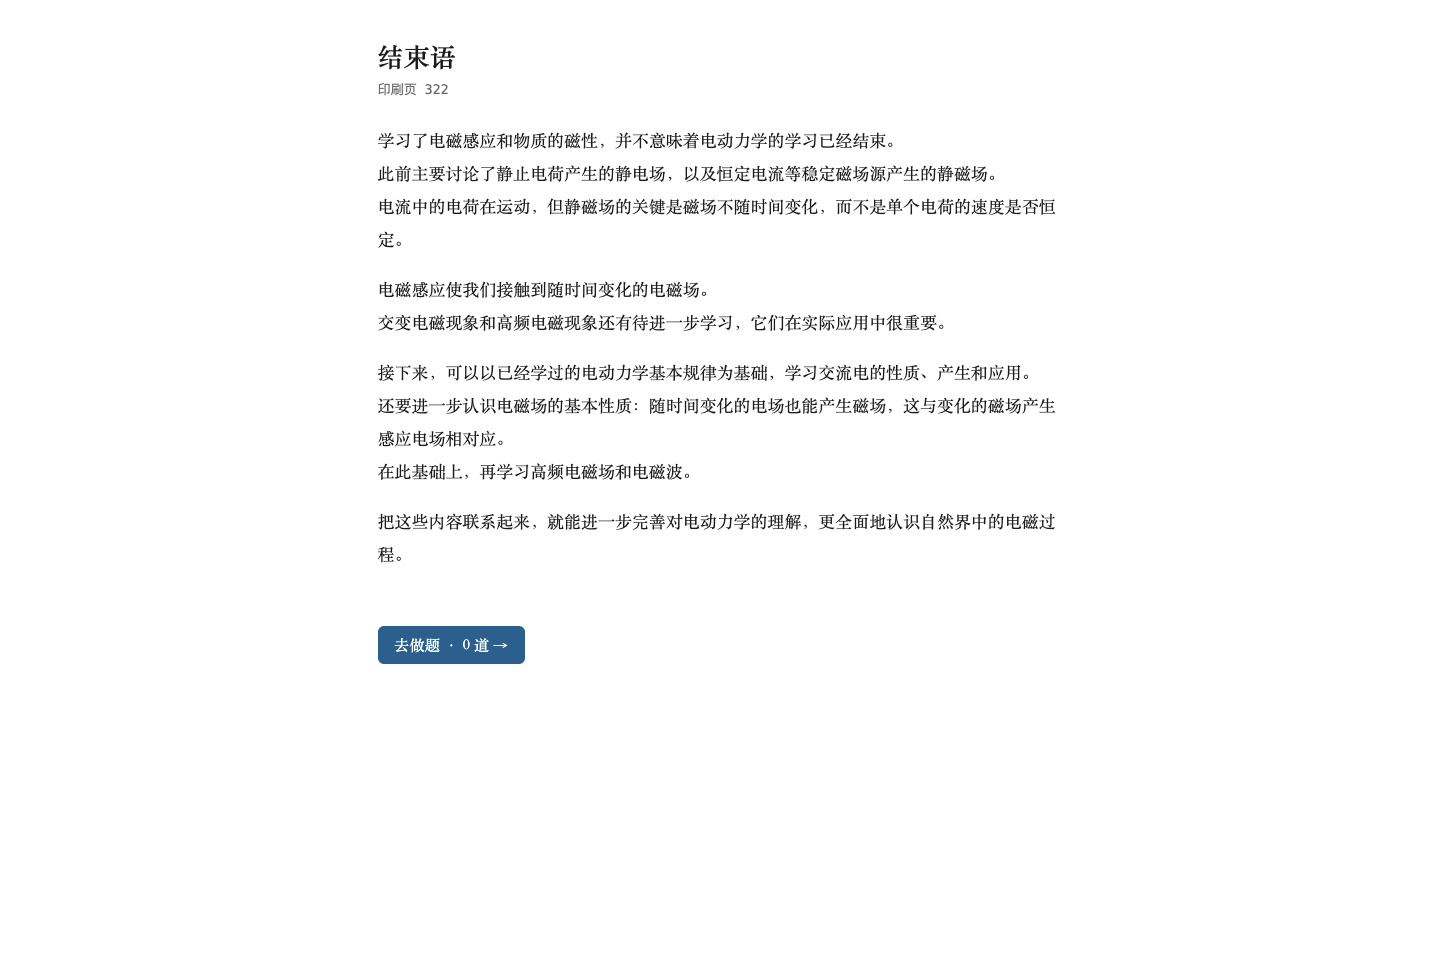 结束语
印刷页 322
学习了电磁感应和物质的磁性，并不意味着电动力学的学习已经结束。
此前主要讨论了静止电荷产生的静电场，以及恒定电流等稳定磁场源产生的静磁场。
电流中的电荷在运动，但静磁场的关键是磁场不随时间变化，而不是单个电荷的速度是否恒
定。
电磁感应使我们接触到随时间变化的电磁场。
交变电磁现象和高频电磁现象还有待进一步学习，它们在实际应用中很重要。
接下来，可以以已经学过的电动力学基本规律为基础，学习交流电的性质、产生和应用。
还要进一步认识电磁场的基本性质：随时间变化的电场也能产生磁场，这与变化的磁场产生
感应电场相对应。
在此基础上，再学习高频电磁场和电磁波。
把这些内容联系起来，就能进一步完善对电动力学的理解，更全面地认识自然界中的电磁过
程。
去做题 · 0 道 →